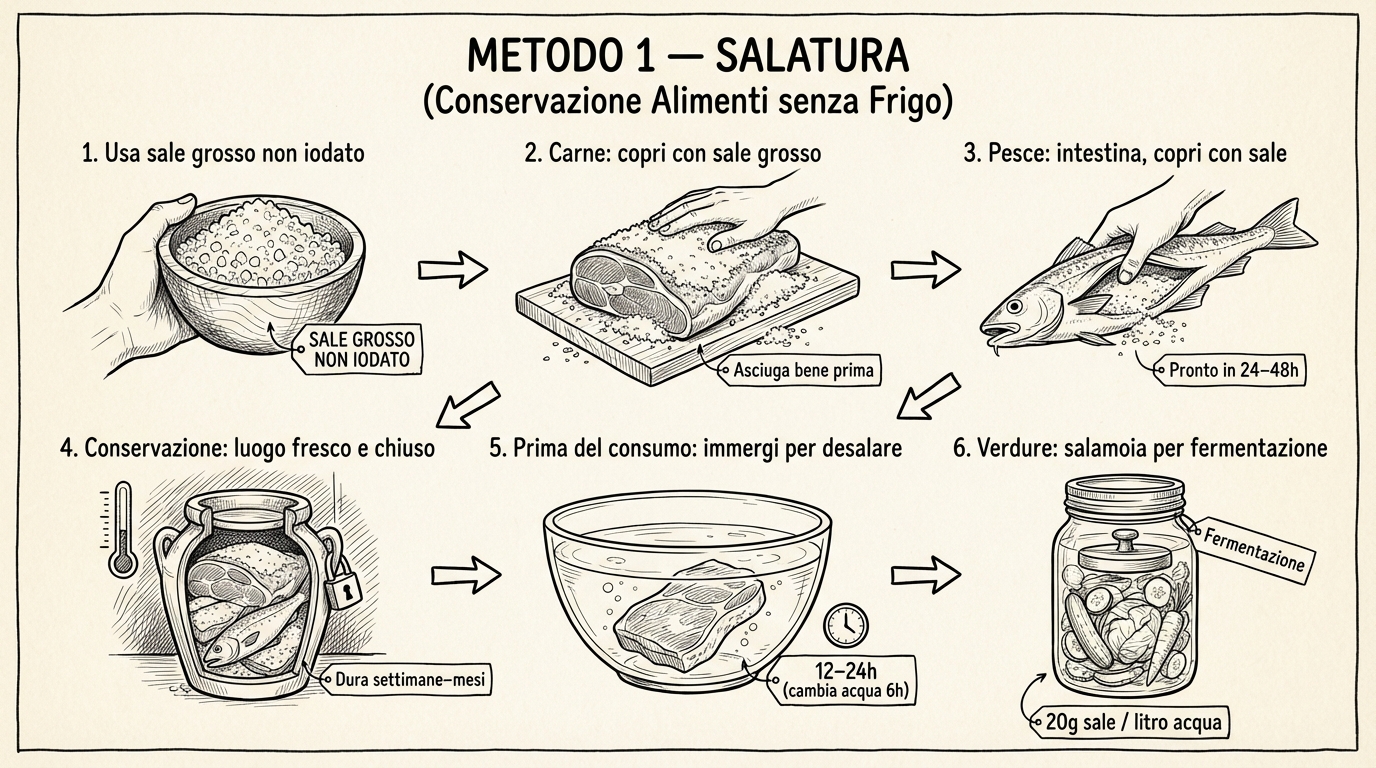 METODO 1 — SALATURA
(Conservazione Alimenti senza Frigo)
1. Usa sale grosso non iodato
SALE GROSSO
NON IODATO
2. Carne: copri con sale grosso
Asciuga bene prima
3. Pesce: intestina, copri con sale
Pronto in 24–48h
4. Conservazione: luogo fresco e chiuso
Dura settimane–mesi
5. Prima del consumo: immergi per desalare
12–24h
(cambia acqua 6h)
6. Verdure: salamoia per fermentazione
Fermentazione
20g sale / litro acqua